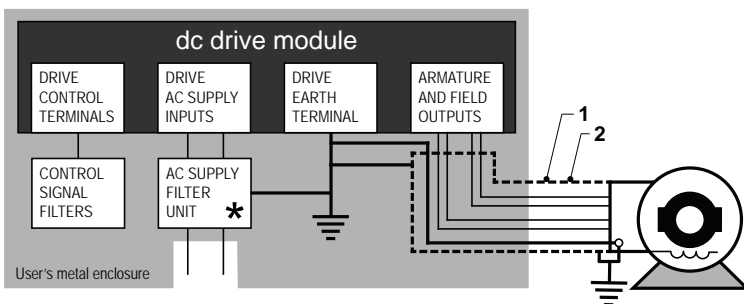 dc drive module
DRIVE
CONTROL
TERMINALS
DRIVE
AC SUPPLY
INPUTS
DRIVE
EARTH
TERMINAL
ARMATURE
AND FIELD
OUTPUTS
1
2
CONTROL
SIGNAL
FILTERS
AC SUPPLY
FILTER
UNIT *
User's metal enclosure